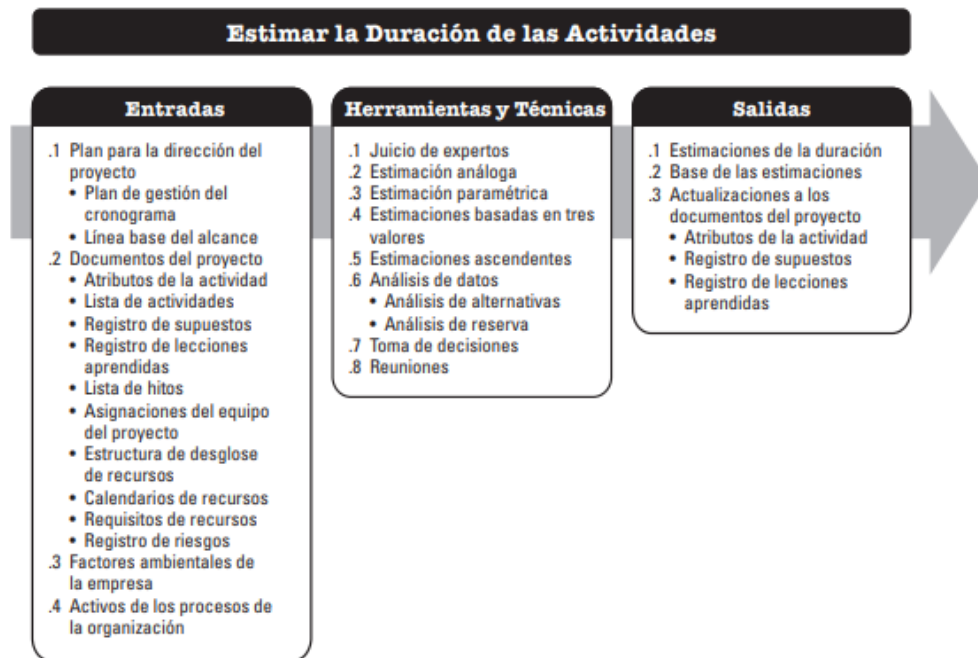 Estimar la Duración de las Actividades
Entradas
.1 Plan para la dirección del
proyecto
• Plan de gestión del
cronograma
• Línea base del alcance
.2 Documentos del proyecto
• Atributos de la actividad
• Lista de actividades
• Registro de supuestos
• Registro de lecciones
aprendidas
• Lista de hitos
• Asignaciones del equipo
del proyecto
• Estructura de desglose
de recursos
• Calendarios de recursos
• Requisitos de recursos
• Registro de riesgos
.3 Factores ambientales de
la empresa
.4 Activos de los procesos de
la organización
Herramientas y Técnicas
.1 Juicio de expertos
.2 Estimación análoga
.3 Estimación paramétrica
.4 Estimaciones basadas en tres
valores
.5 Estimaciones ascendentes
.6 Análisis de datos
• Análisis de alternativas
• Análisis de reserva
.7 Toma de decisiones
.8 Reuniones
Salidas
.1 Estimaciones de la duración
.2 Base de las estimaciones
.3 Actualizaciones a los
documentos del proyecto
• Atributos de la actividad
• Registro de supuestos
• Registro de lecciones
aprendidas